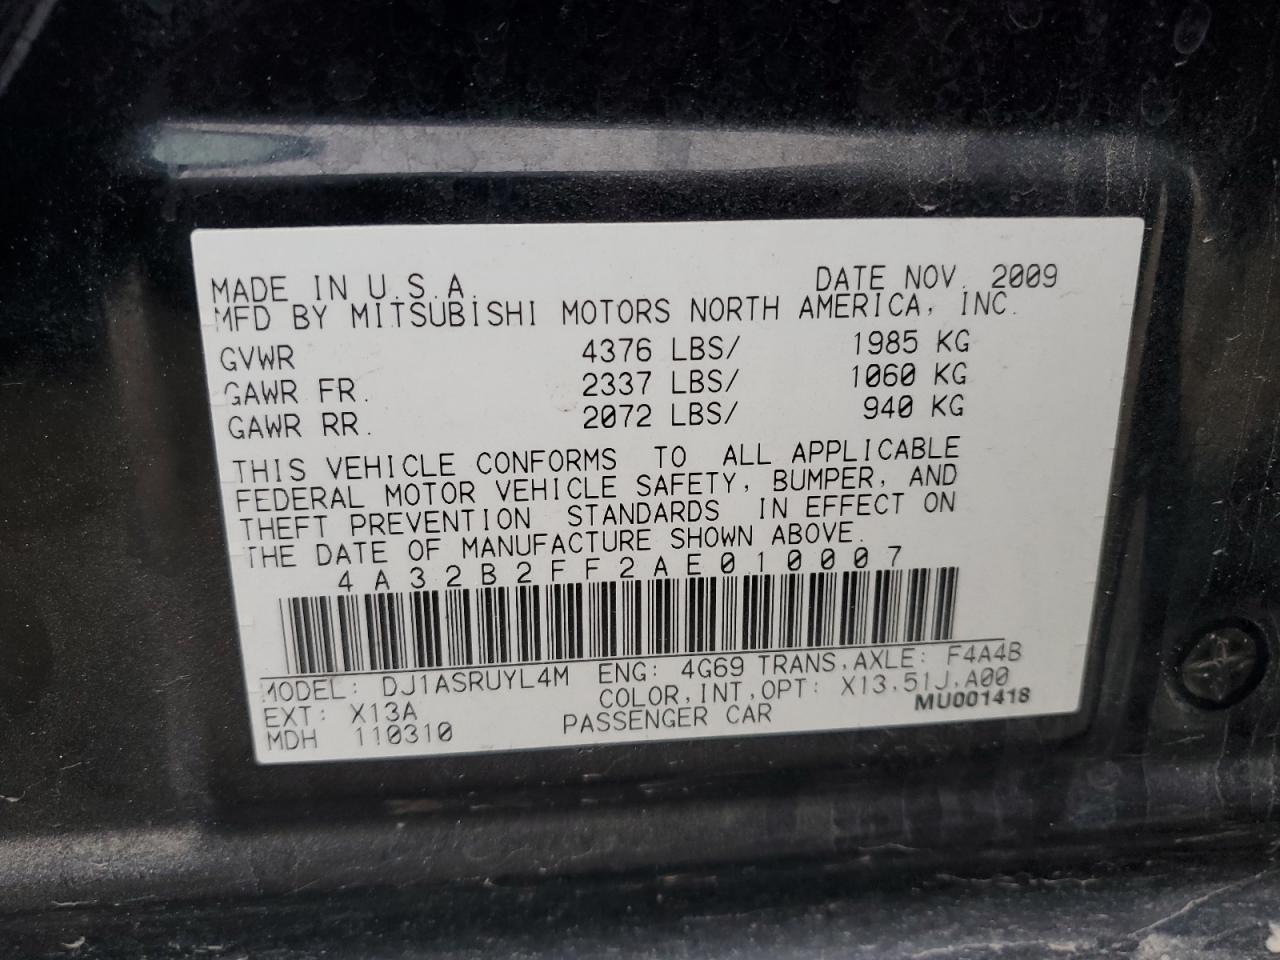 MADE IN U.S.A. DATE NOV. 2009
MFD BY MITSUBISHI MOTORS NORTH AMERICA, INC.
GVWR 4376 LBS/ 1985 KG
GAWR FR. 2337 LBS/ 1060 KG
GAWR RR. 2072 LBS/ 940 KG
THIS VEHICLE CONFORMS TO ALL APPLICABLE
FEDERAL MOTOR VEHICLE SAFETY, BUMPER, AND
THEFT PREVENTION STANDARDS IN EFFECT ON
THE DATE OF MANUFACTURE SHOWN ABOVE.
4A32B2FF2AE010007
MODEL: DJ1ASRUYL4M ENG: 4G69 TRANS,AXLE: F4A4B
EXT: X13A COLOR,INT,OPT: X13,51J,A00
MDH 110310 PASSENGER CAR MU001418